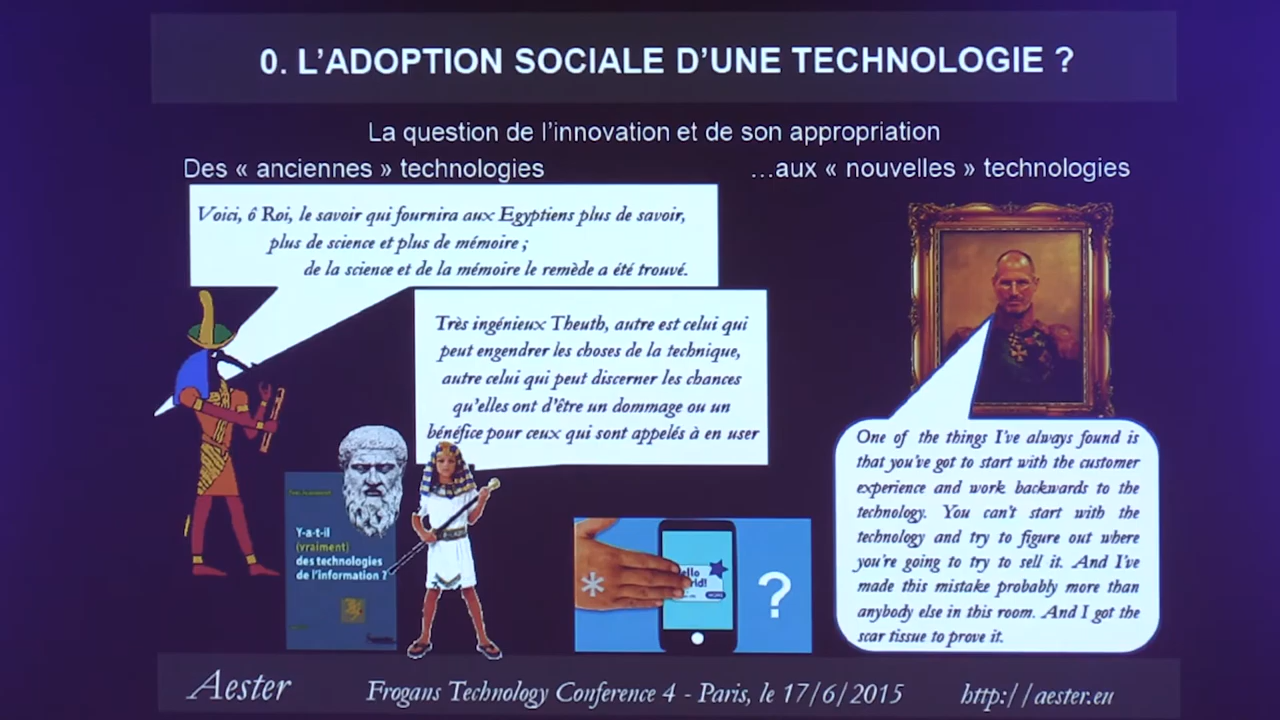 0. L'ADOPTION SOCIALE D'UNE TECHNOLOGIE ?
La question de l'innovation et de son appropriation
Des « anciennes » technologies
...aux « nouvelles » technologies
Voici, ô Roi, le savoir qui fournira aux Egyptiens plus de savoir,
plus de science et plus de mémoire ;
de la science et de la mémoire le remède a été trouvé.
Très ingénieux Theuth, autre est celui qui
peut engendrer les choses de la technique,
autre celui qui peut discerner les chances
qu'elles ont d'être un dommage ou un
bénéfice pour ceux qui sont appelés à en user
Y-a-t-il
(vraiment)
des technologies
de l'information ?
*
?
One of the things I've always found is
that you've got to start with the customer
experience and work backwards to the
technology. You can't start with the
technology and try to figure out where
you're going to try to sell it. And I've
made this mistake probably more than
anybody else in this room. And I got the
scar tissue to prove it.
Aester
Frogans Technology Conference 4 - Paris, le 17/6/2015
http://aester.eu